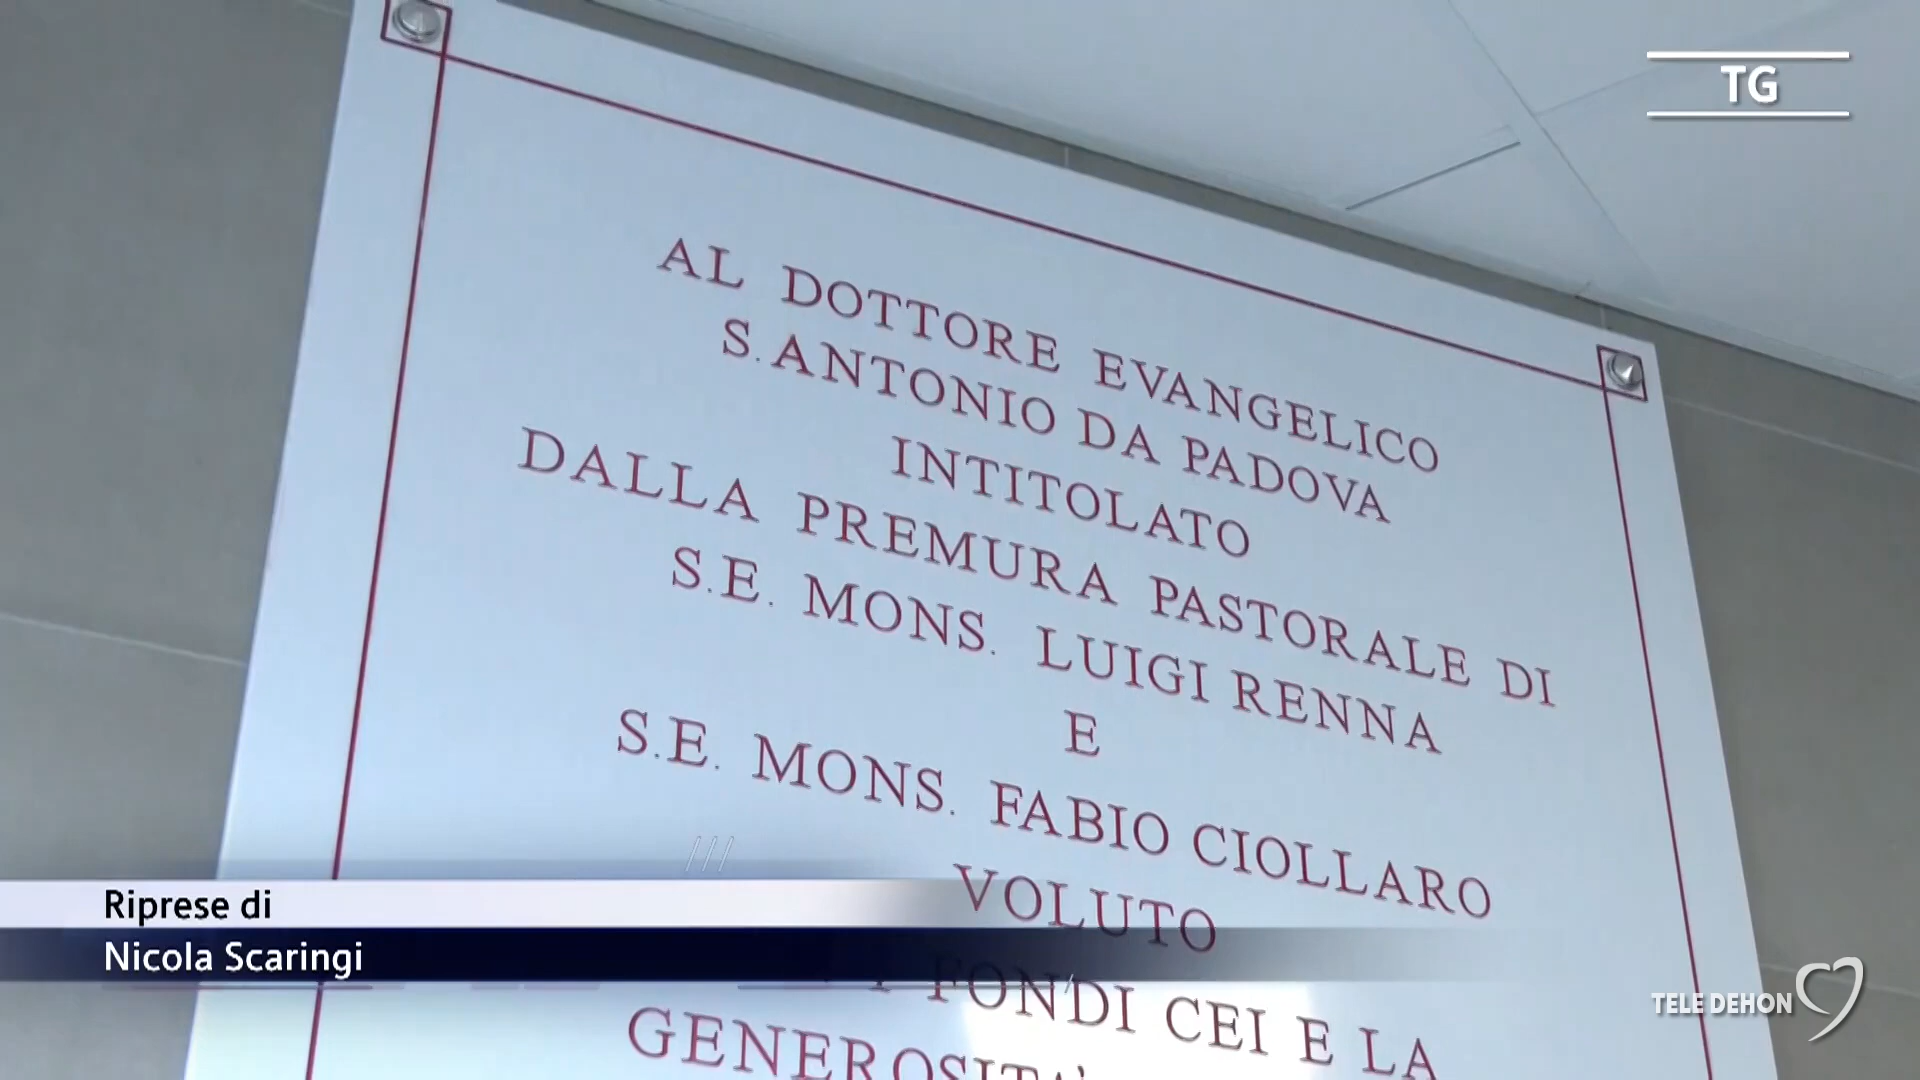 TG
AL DOTTORE EVANGELICO
S.ANTONIO DA PADOVA
INTITOLATO
DALLA PREMURA PASTORALE DI
S.E. MONS. LUIGI RENNA
E
S.E. MONS. FABIO CIOLLARO
VOLUTO
FONDI CEI E LA
GENEROSITA'
Riprese di
Nicola Scaringi
TELE DEHON